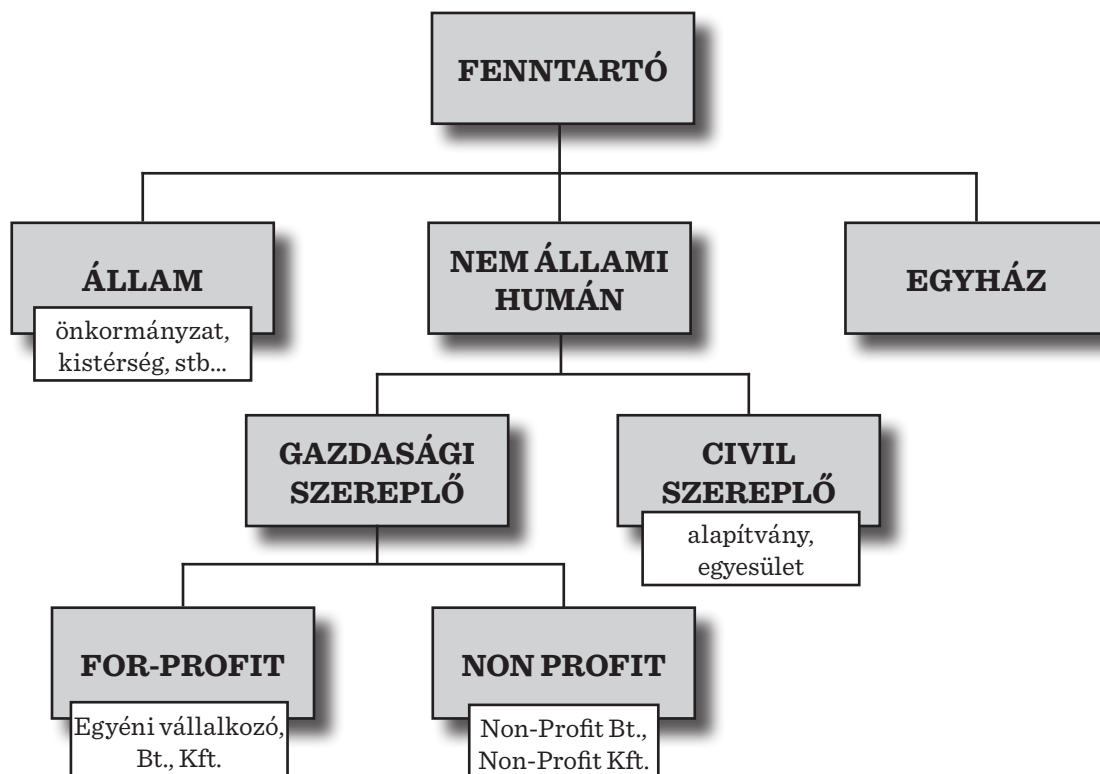 FENNTARTÓ
ÁLLAM
önkormányzat,
kistérség, stb...
NEM ÁLLAMI
HUMÁN
EGYHÁZ
GAZDASÁGI
SZEREPLŐ
CIVIL
SZEREPLŐ
alapítvány,
egyesület
FOR-PROFIT
Egyéni vállalkozó,
Bt., Kft.
NON PROFIT
Non-Profit Bt.,
Non-Profit Kft.